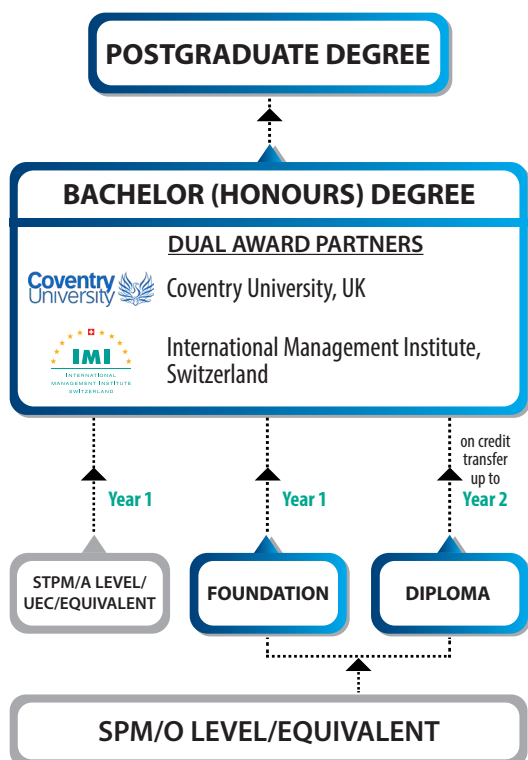 POSTGRADUATE DEGREE
BACHELOR (HONOURS) DEGREE
DUAL AWARD PARTNERS
Coventry
University
Coventry University, UK
IMI
INTERNATIONAL
MANAGEMENT INSTITUTE
SWITZERLAND
International Management Institute,
Switzerland
Year 1
Year 1
on credit
transfer
up to
Year 2
STPM/A LEVEL/
UEC/EQUIVALENT
FOUNDATION
DIPLOMA
SPM/O LEVEL/EQUIVALENT